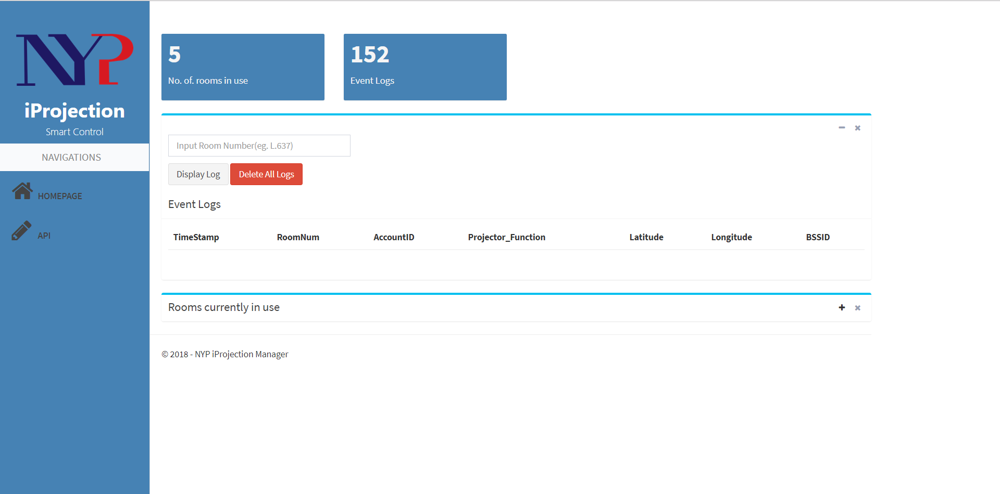 NYP
iProjection
Smart Control
NAVIGATIONS
HOMEPAGE
API
5
No. of. rooms in use
152
Event Logs
Input Room Number(eg. L.637)
Display Log Delete All Logs
Event Logs
TimeStamp RoomNum AccountID Projector_Function Latitude Longitude BSSID
Rooms currently in use
© 2018 - NYP iProjection Manager